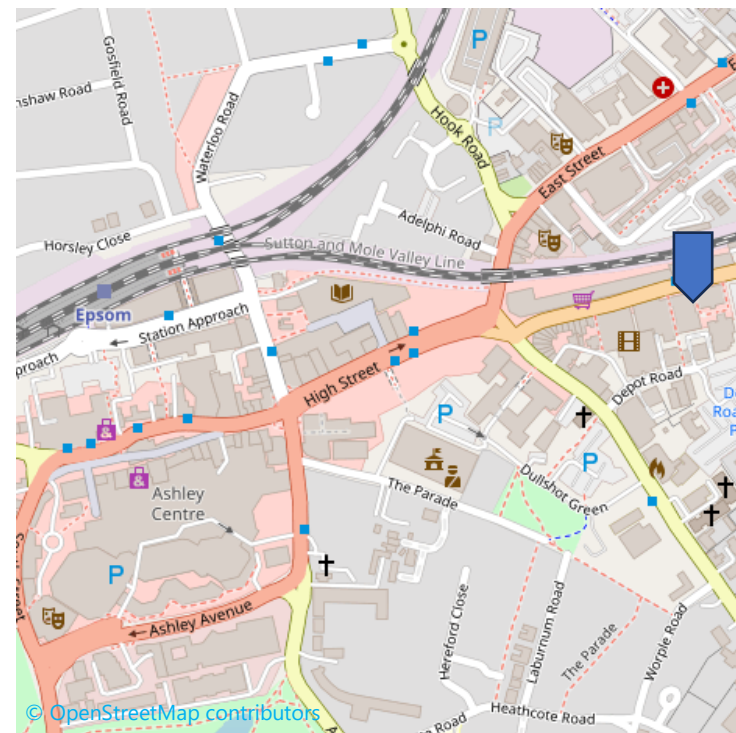 Gosfield Road
nshaw Road
Waterloo Road
P
Hook Road
P
East Street
Adelphi Road
Horsley Close
Sutton and Mole Valley Line
Epsom
Station Approach
proach
High Street
Depot Road
De
Roa
P
P
P
Dullshot Green
The Parade
Ashley
Centre
P
Ashley Avenue
Hereford Close
Laburnum Road
The Parade
Worple Road
Heathcote Road
e Road
A
© OpenStreetMap contributors